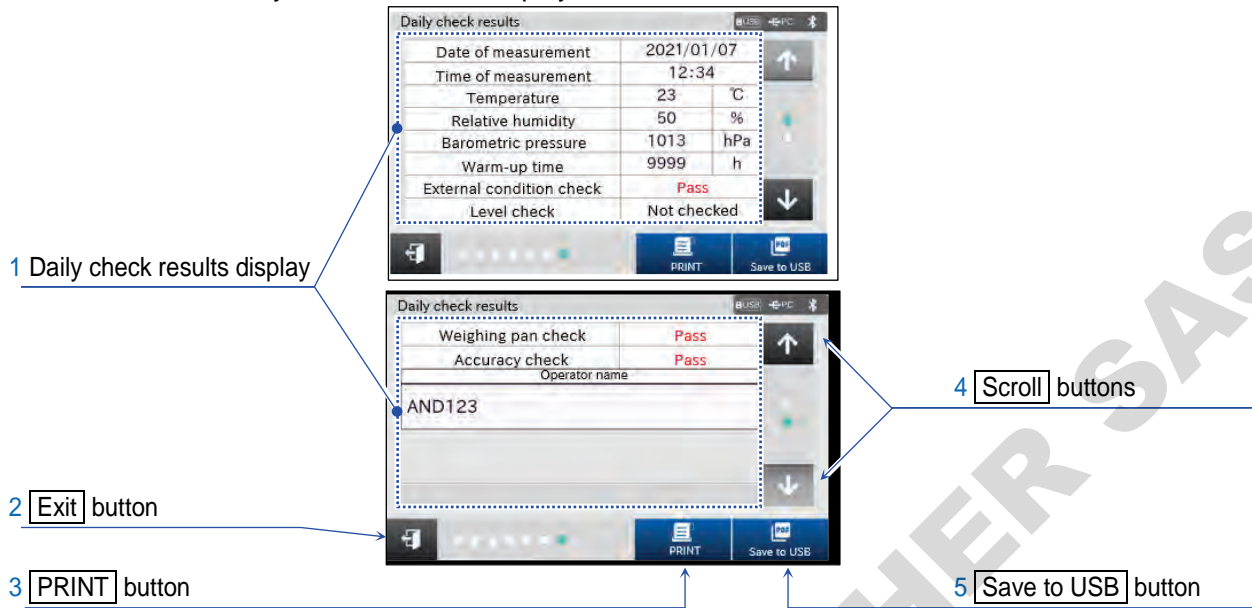 Daily check results USB PC
Date of measurement 2021/01/07
Time of measurement 12:34
Temperature 23 ℃
Relative humidity 50 %
Barometric pressure 1013 hPa
Warm-up time 9999 h
External condition check Pass
Level check Not checked
PRINT PDF Save to USB
1 Daily check results display
Daily check results USB PC
Weighing pan check Pass
Accuracy check Pass
Operator name
AND123
4 Scroll buttons
2 Exit button
PRINT PDF Save to USB
3 PRINT button
5 Save to USB button
HER SAS